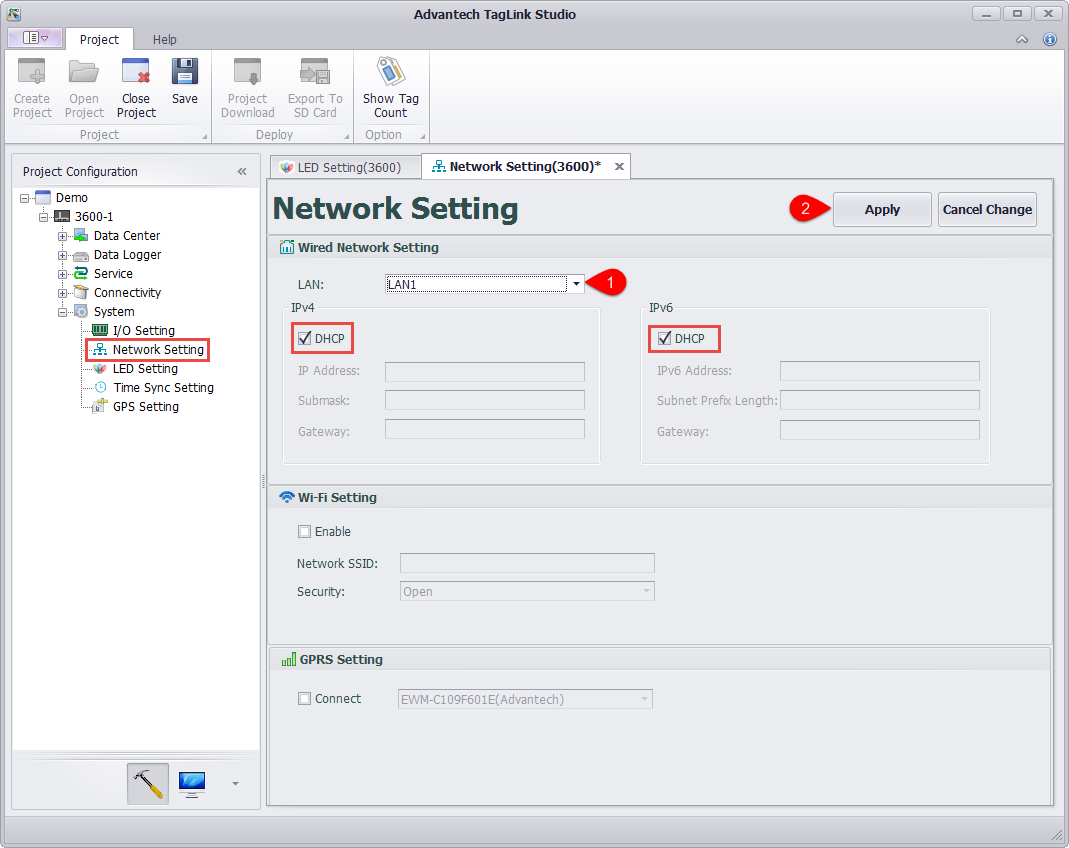 Advantech TagLink Studio
Project
Help
Create Project
Open Project
Close Project
Save
Project Download
Export To SD Card
Show Tag Count
Project
Deploy
Option
Project Configuration
Demo
3600-1
Data Center
Data Logger
Service
Connectivity
System
I/O Setting
Network Setting
LED Setting
Time Sync Setting
GPS Setting
LED Setting(3600)
Network Setting(3600)*
Network Setting
2
Apply
Cancel Change
Wired Network Setting
LAN:
LAN1
1
IPv4
DHCP
IP Address:
Submask:
Gateway:
IPv6
DHCP
IPv6 Address:
Subnet Prefix Length:
Gateway:
Wi-Fi Setting
Enable
Network SSID:
Security:
Open
GPRS Setting
Connect
EWM-C109F601E(Advantech)